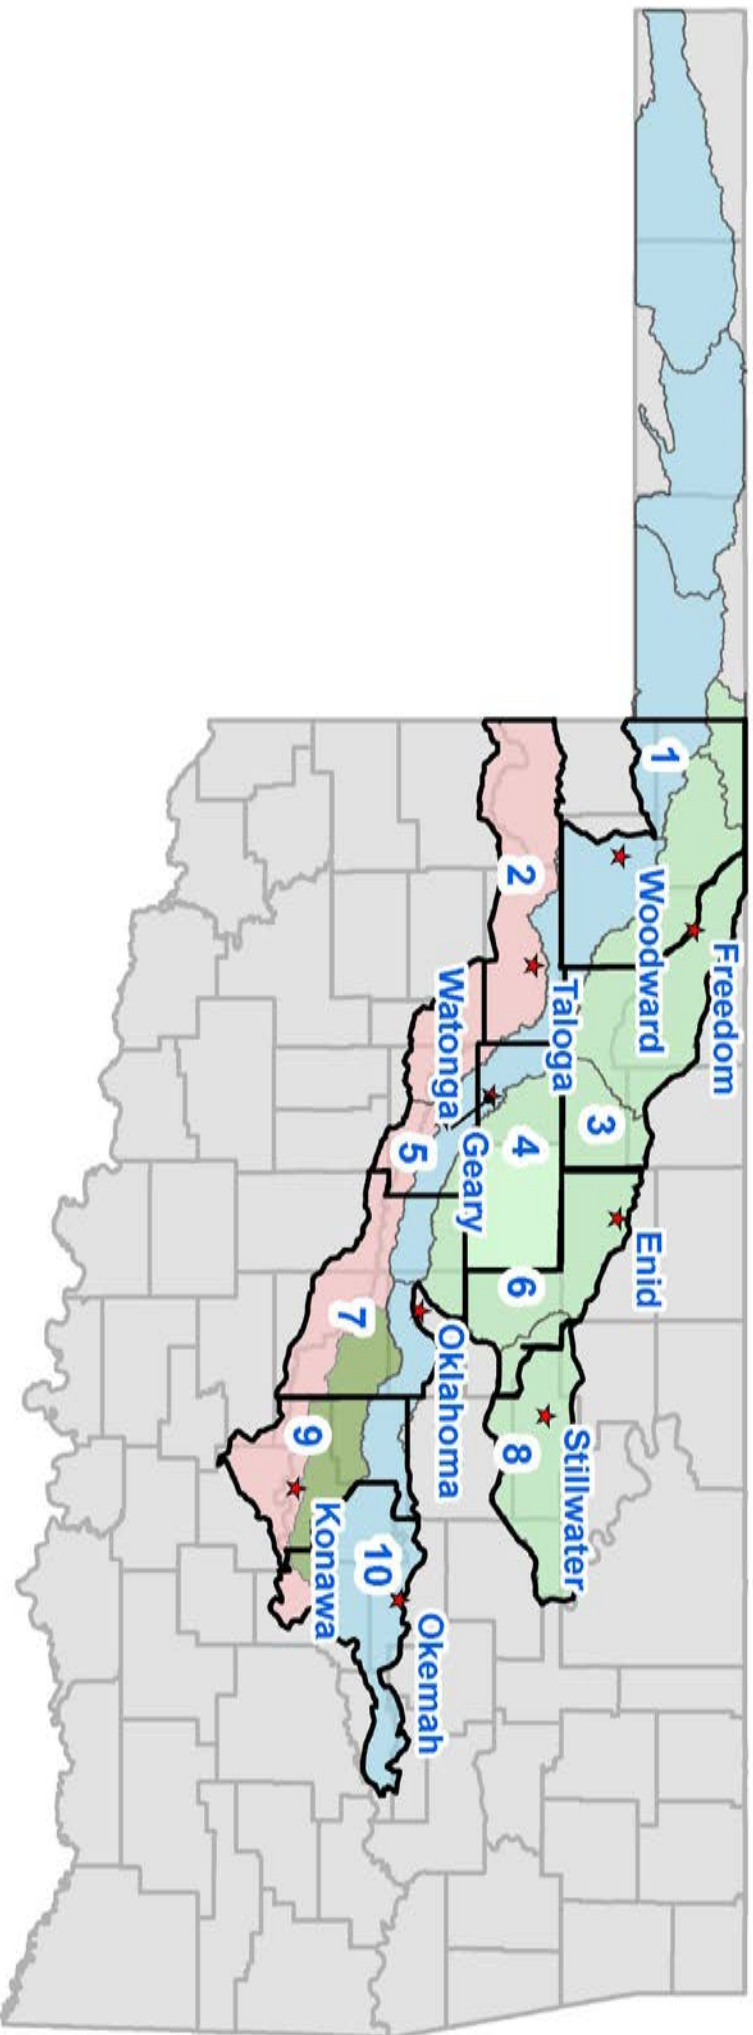 Freedom
1
Woodward
Enid
3
Taloga
Stillwater
2
4
6
8
Watonga
Geary
5
Oklahoma
Okemah
7
10
9
Konawa